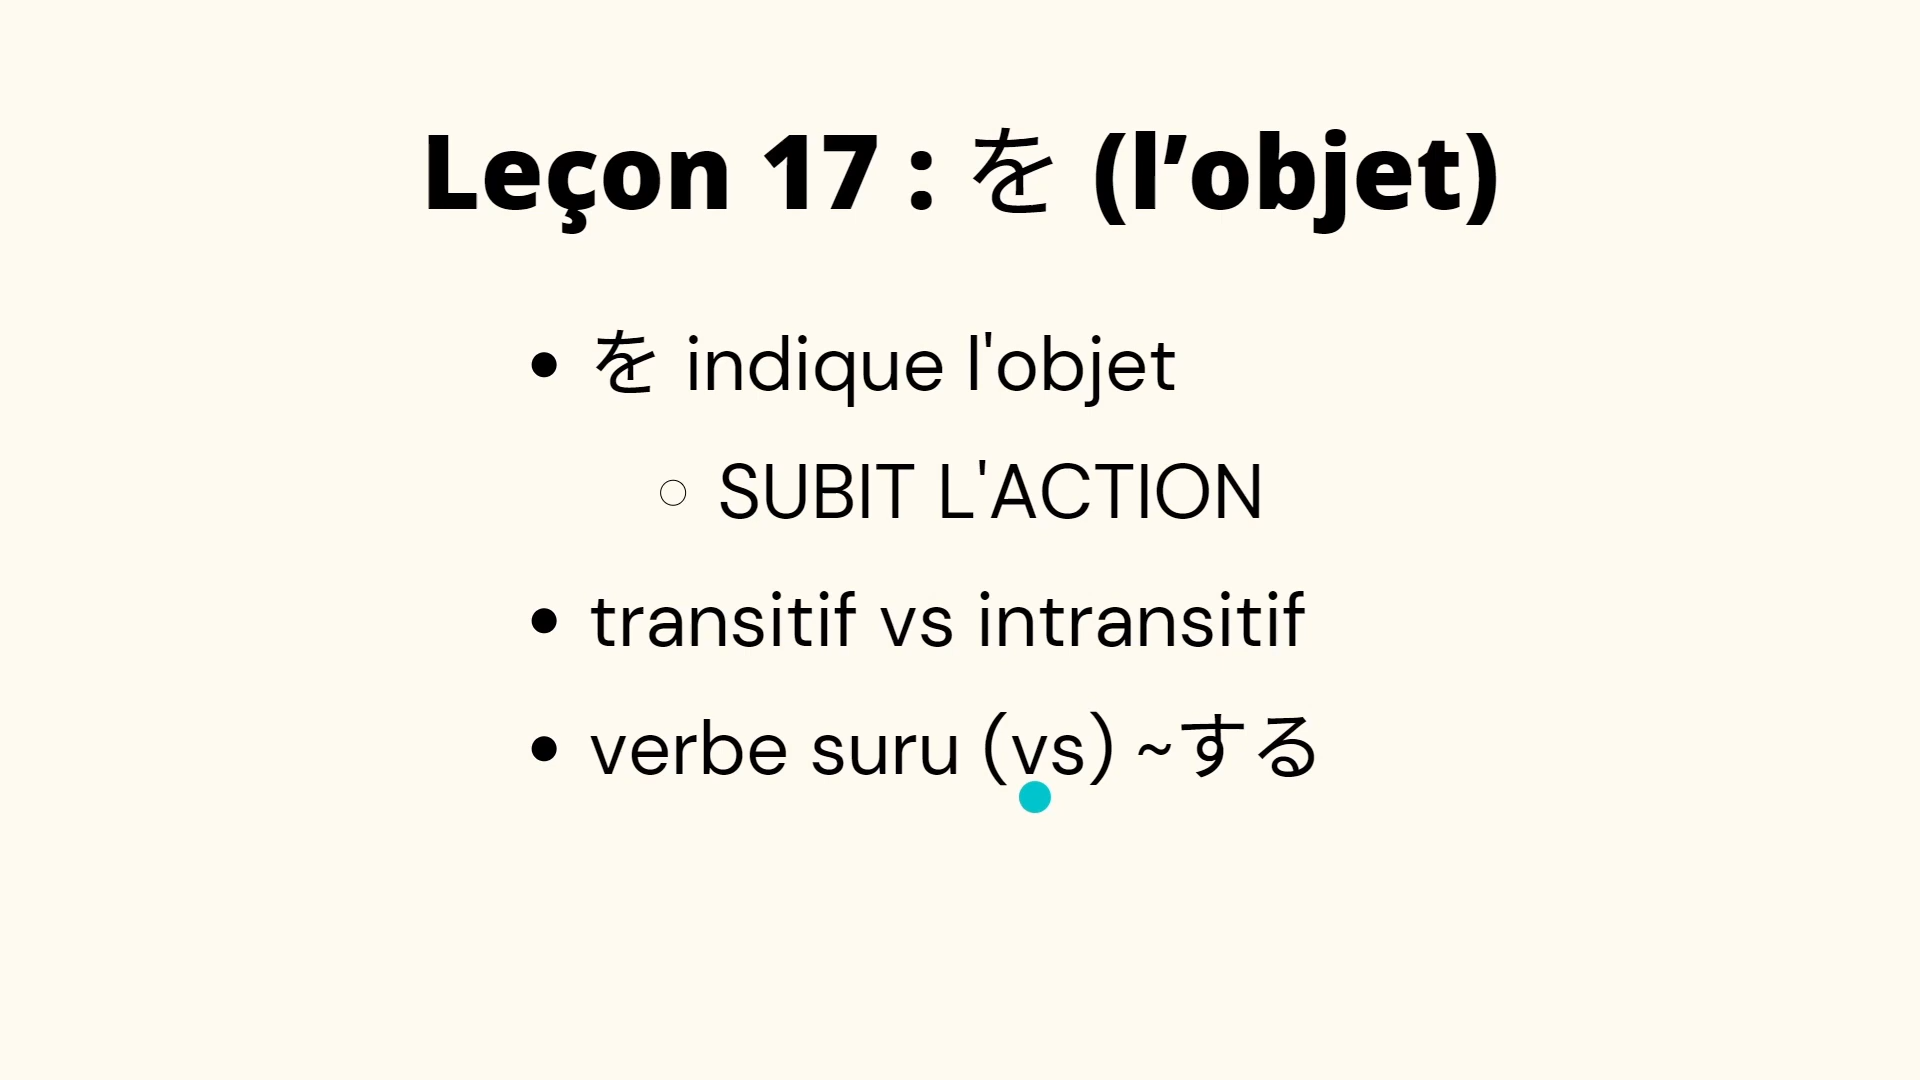 Leçon 17 : を (l’objet)
• を indique l'objet
○ SUBIT L'ACTION
• transitif vs intransitif
• verbe suru (vs) ~する